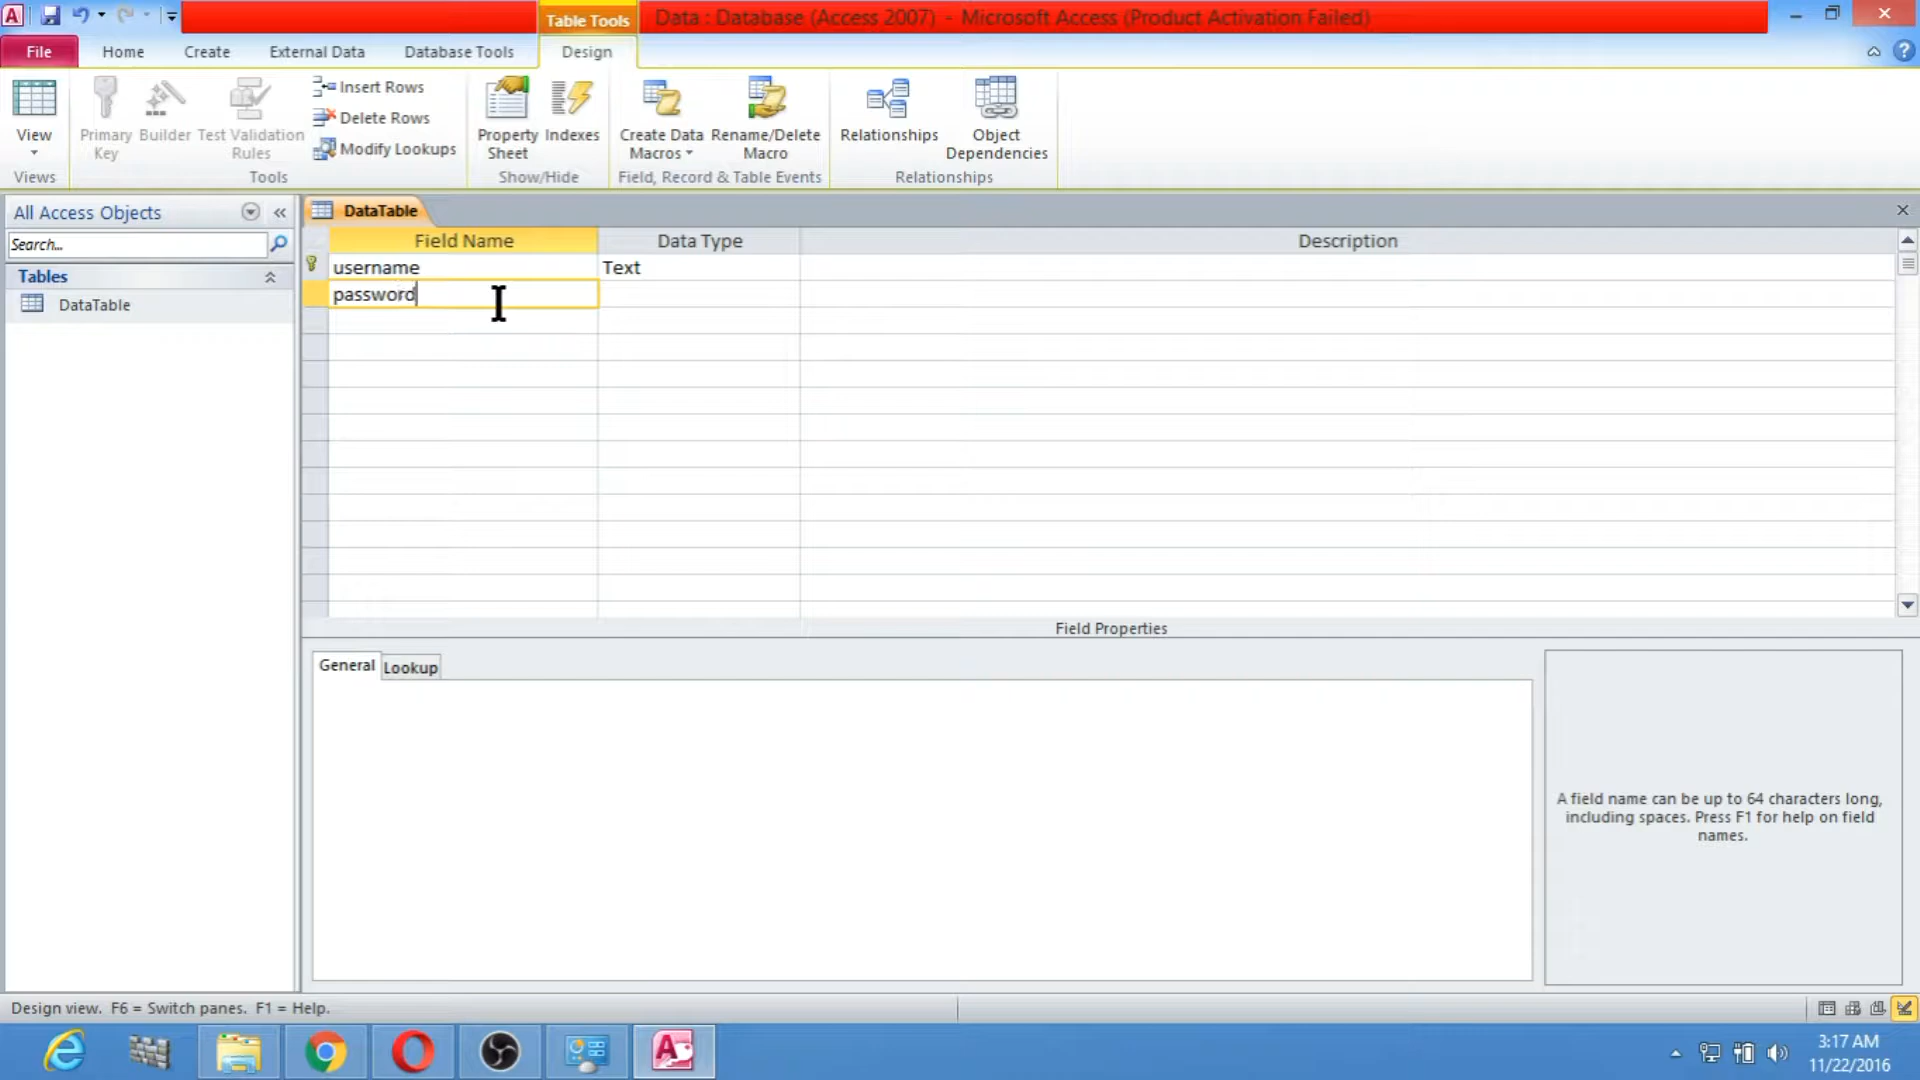 Table Tools
Data : Database (Access 2007) - Microsoft Access (Product Activation Failed)
File
Home
Create
External Data
Database Tools
Design
View
Primary Key
Builder
Test Validation Rules
Insert Rows
Delete Rows
Modify Lookups
Property Sheet
Indexes
Create Data Macros
Rename/Delete Macro
Relationships
Object Dependencies
Views
Tools
Show/Hide
Field, Record & Table Events
Relationships
All Access Objects
Search...
Tables
DataTable
DataTable
Field Name
Data Type
Description
username
Text
password
Field Properties
General
Lookup
A field name can be up to 64 characters long,
including spaces. Press F1 for help on field
names.
Design view. F6 = Switch panes. F1 = Help.
3:17 AM
11/22/2016